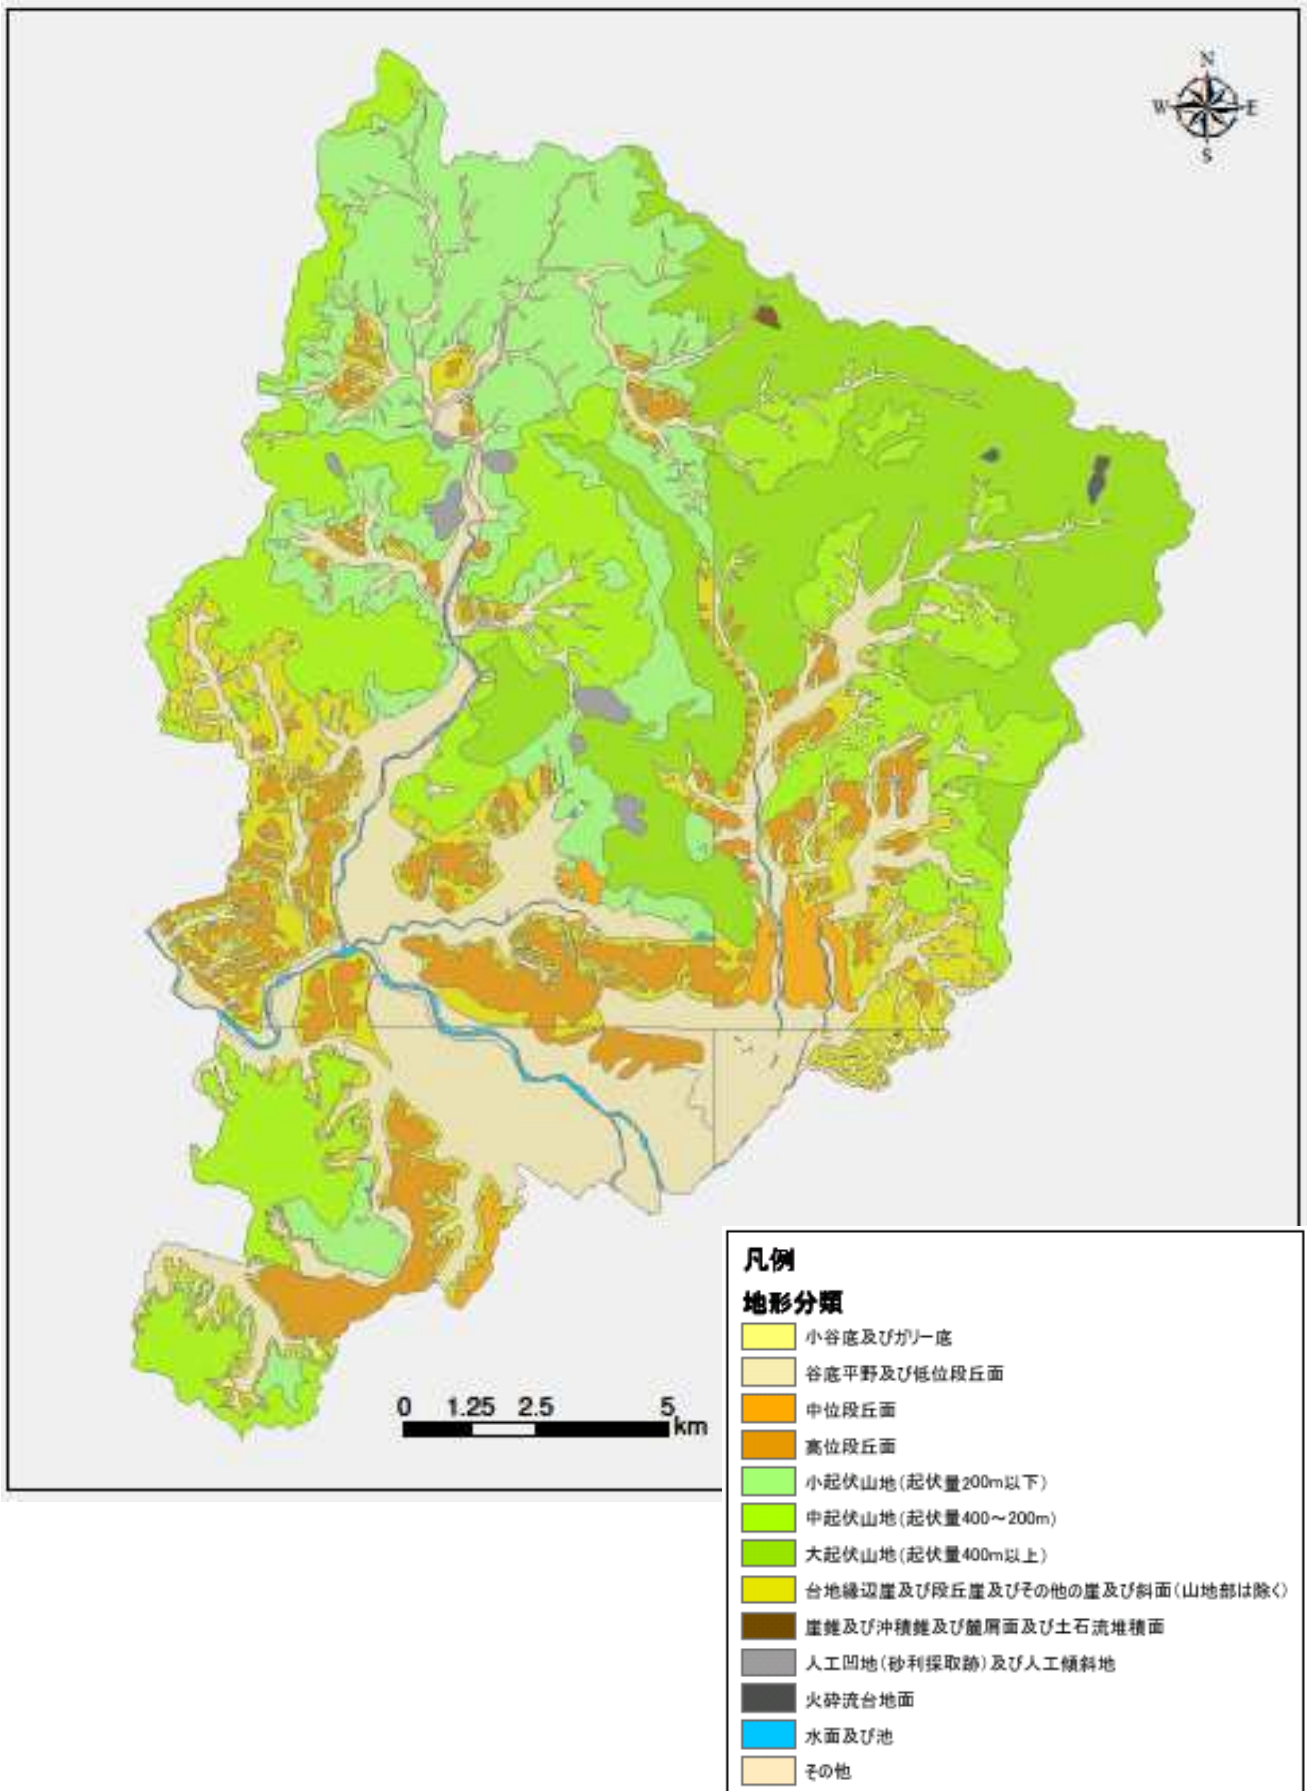 N
W E
S
0 1.25 2.5 5
km
凡例
地形分類
小谷底及びガリー底
谷底平野及び低位段丘面
中位段丘面
高位段丘面
小起伏山地(起伏量200m以下)
中起伏山地(起伏量400～200m)
大起伏山地(起伏量400m以上)
台地縁辺崖及び段丘崖及びその他の崖及び斜面(山地部は除く)
崖錐及び沖積錐及び麓屑面及び土石流堆積面
人工凹地(砂利採取跡)及び人工傾斜地
火砕流台地面
水面及び池
その他